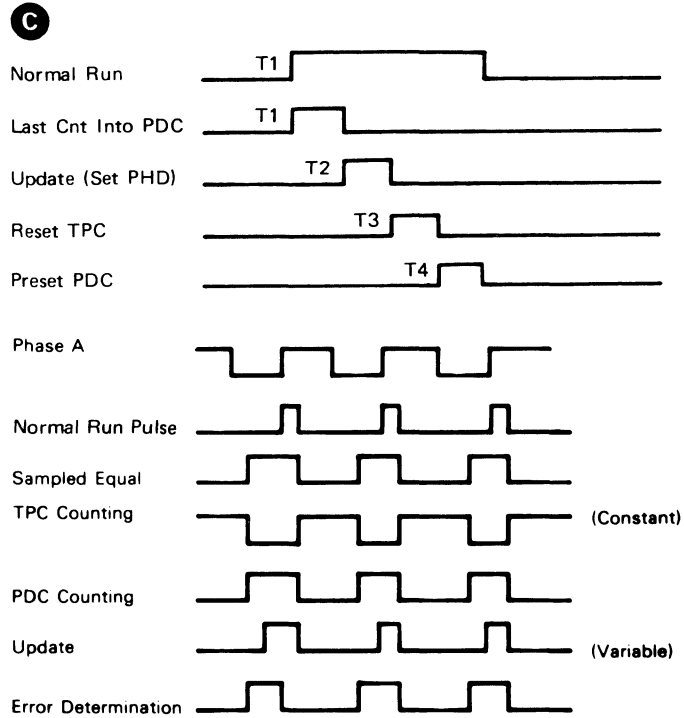 C
Normal Run T1
Last Cnt Into PDC T1
Update (Set PHD) T2
Reset TPC T3
Preset PDC T4
Phase A
Normal Run Pulse
Sampled Equal
TPC Counting (Constant)
PDC Counting
Update (Variable)
Error Determination